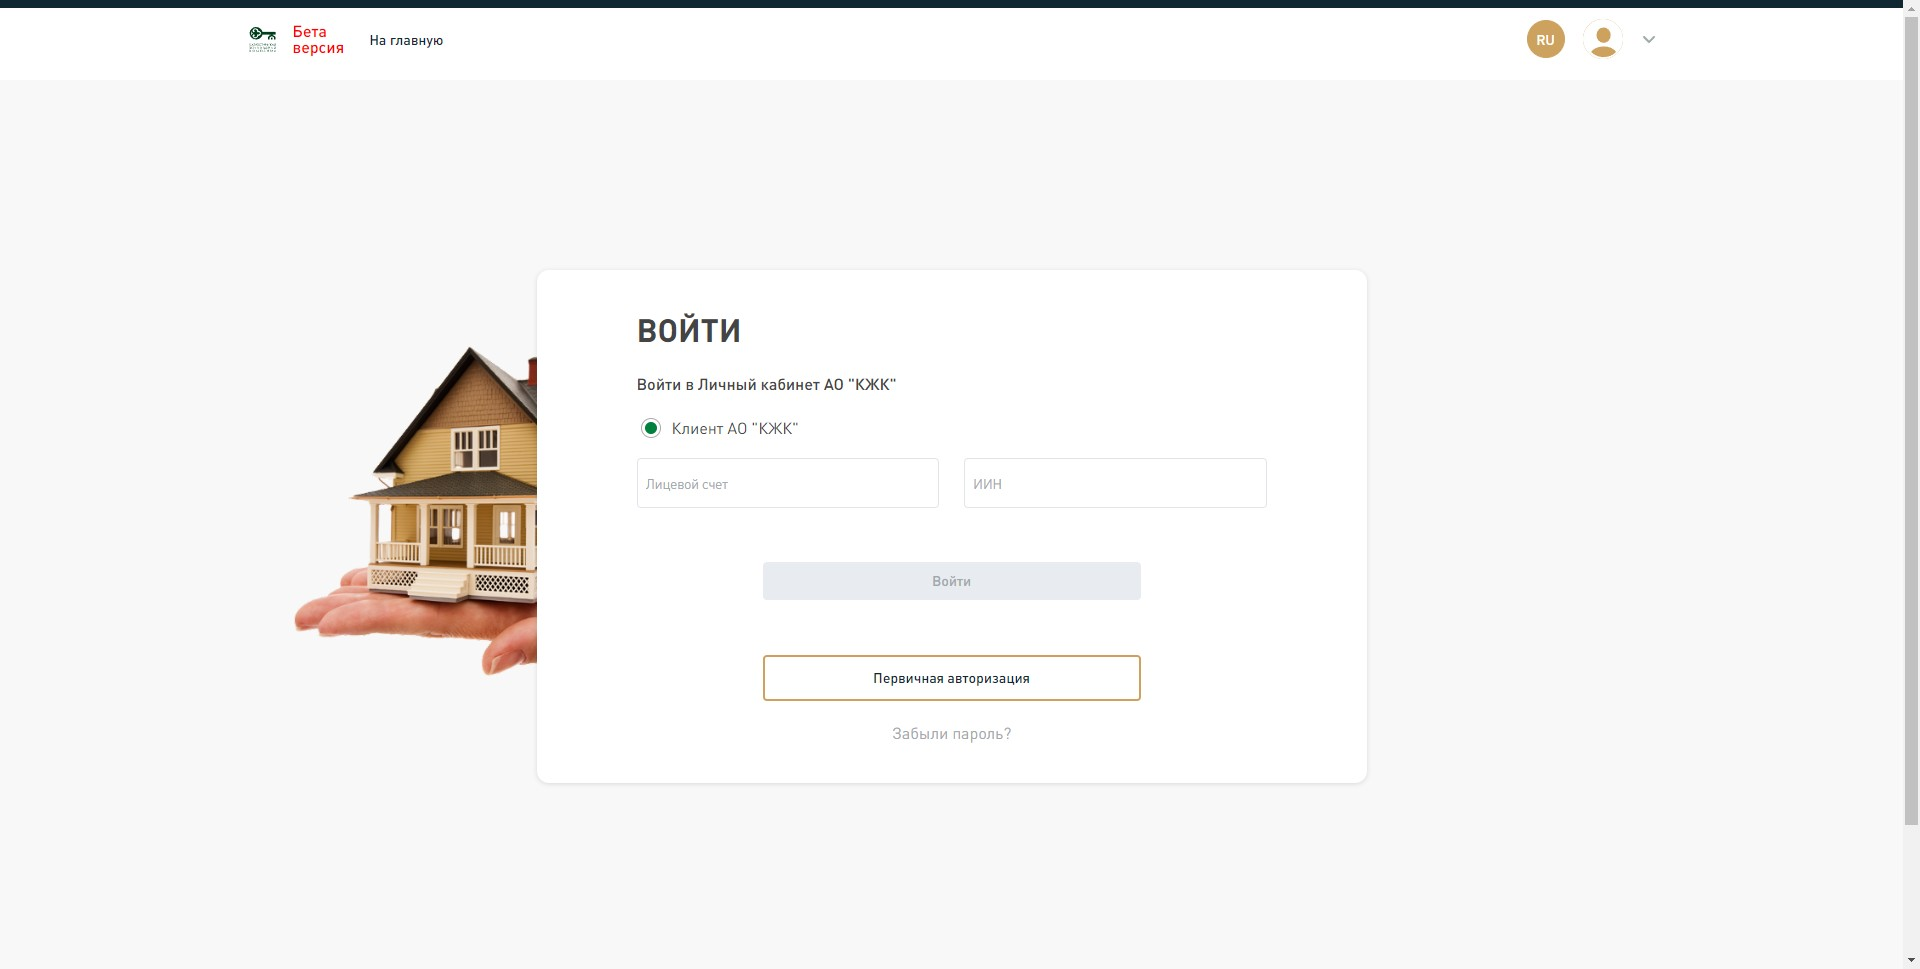 Бета
версия
На главную
RU
ВОЙТИ
Войти в Личный кабинет АО "КЖК"
Клиент АО "КЖК"
Лицевой счет
ИИН
Войти
Первичная авторизация
Забыли пароль?